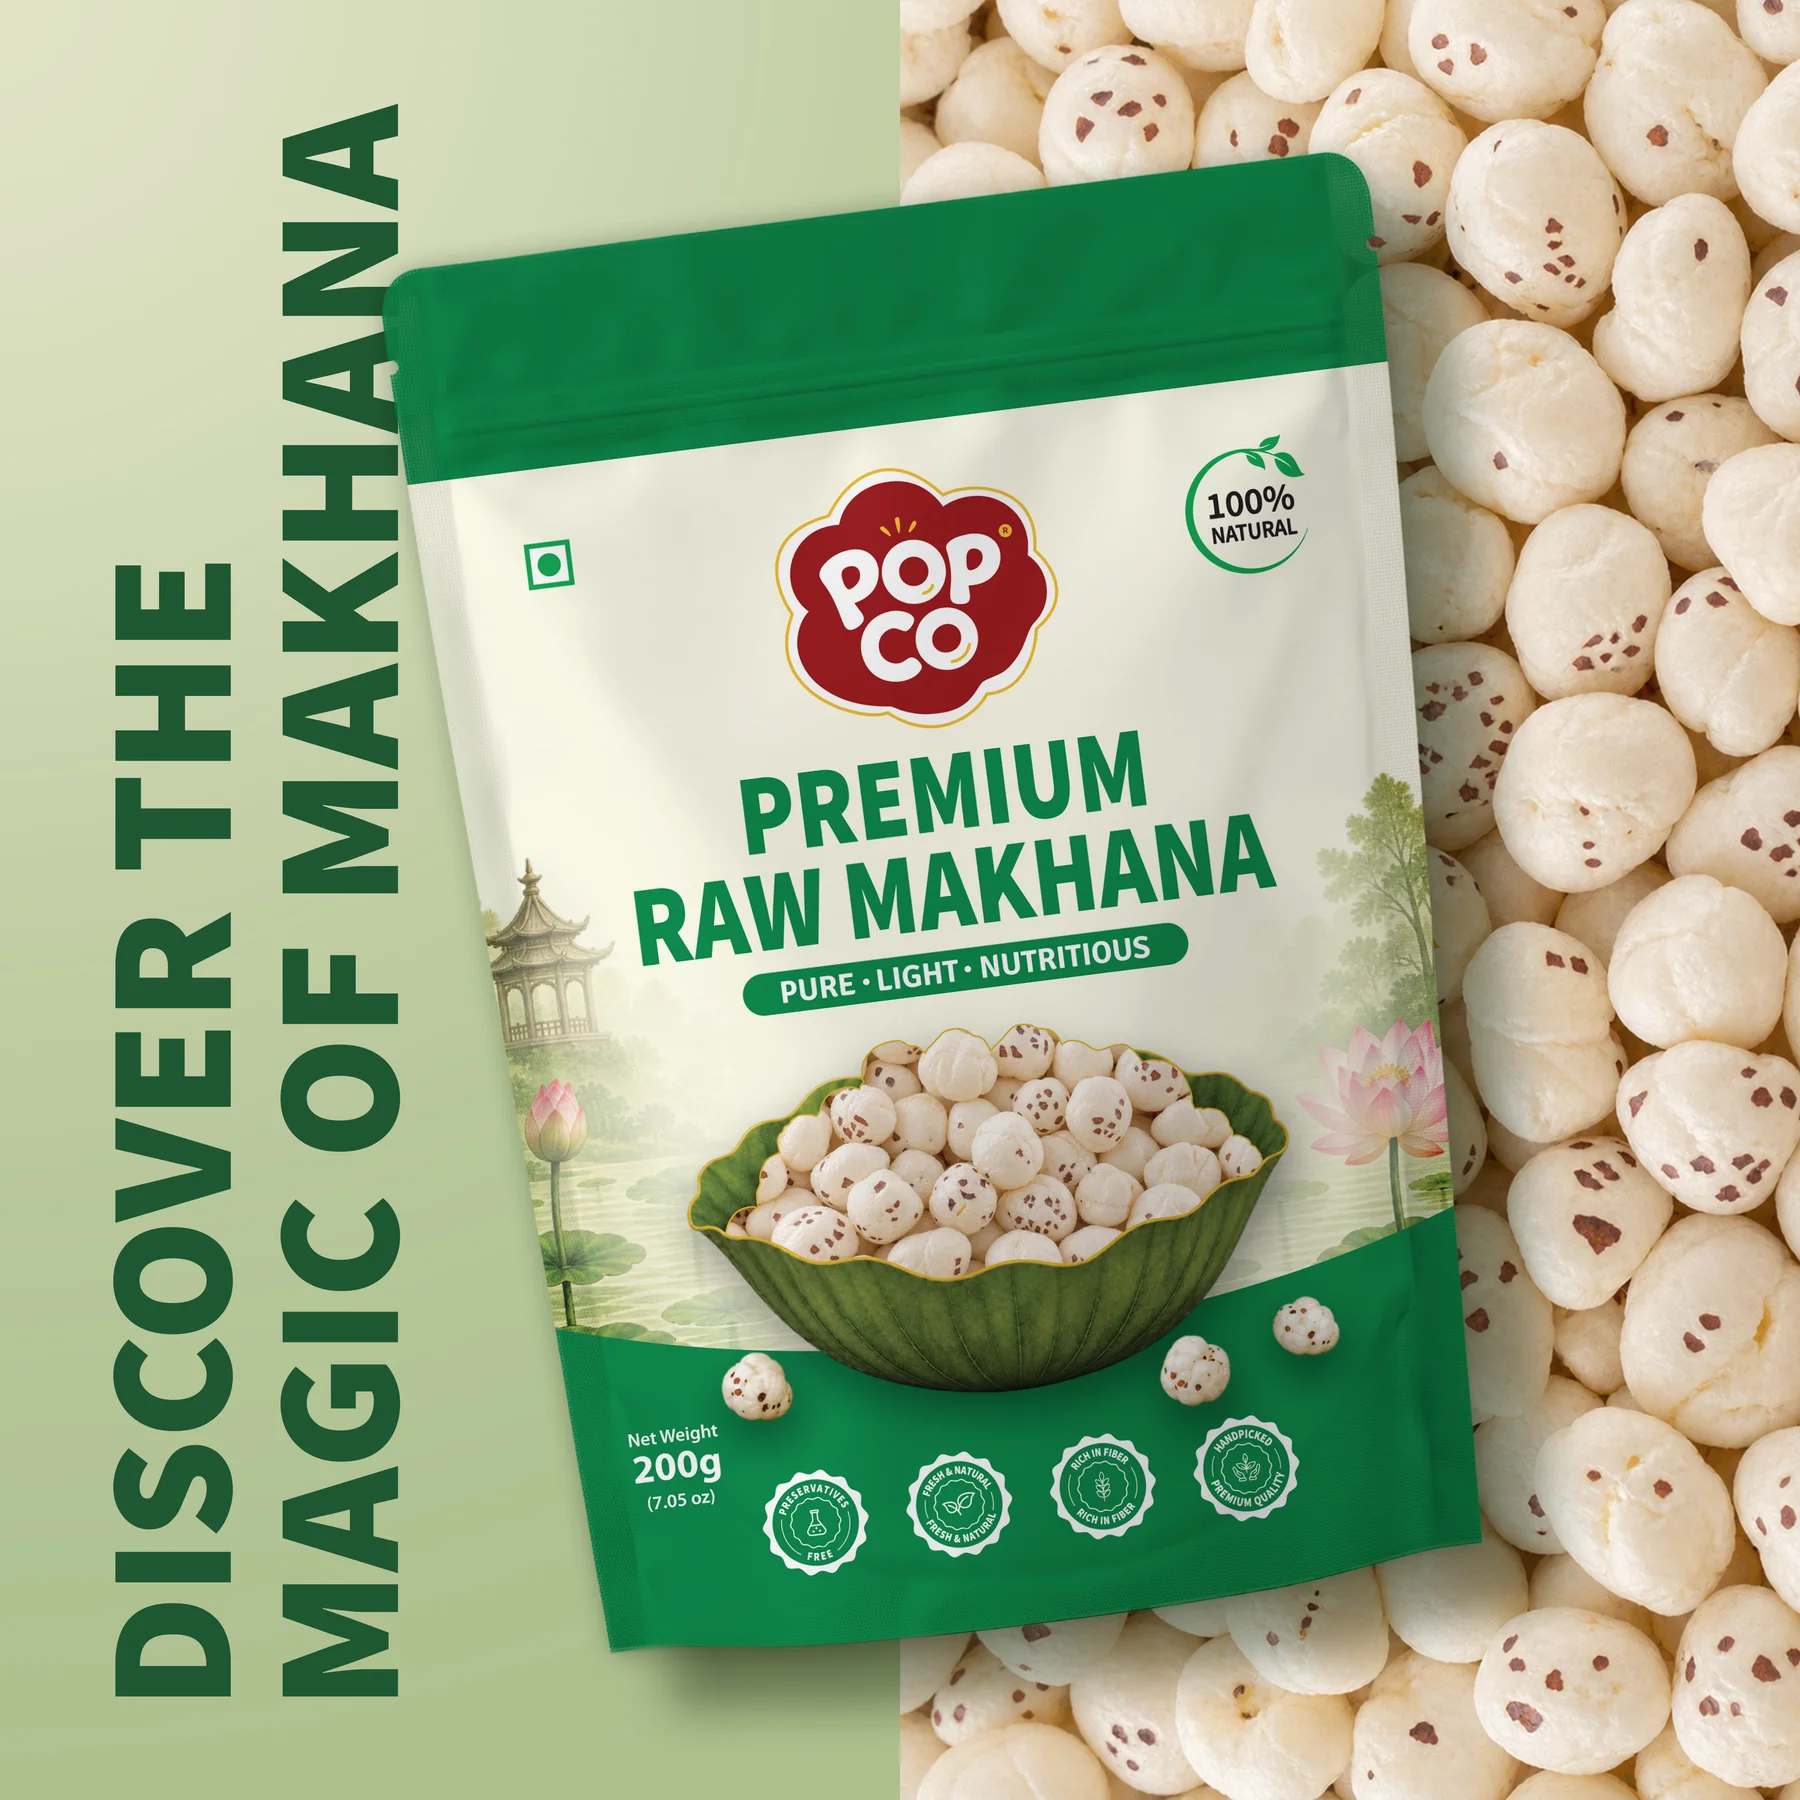 DISCOVER THE
MAGIC OF MAKHANA
POP
CO
R
100%
NATURAL
PREMIUM
RAW MAKHANA
PURE • LIGHT • NUTRITIOUS
Net Weight
200g
(7.05 oz)
PRESERVATIVES
FREE
FRESH & NATURAL
FRESH & NATURAL
RICH IN FIBER
RICH IN FIBER
HANDPICKED
PREMIUM QUALITY